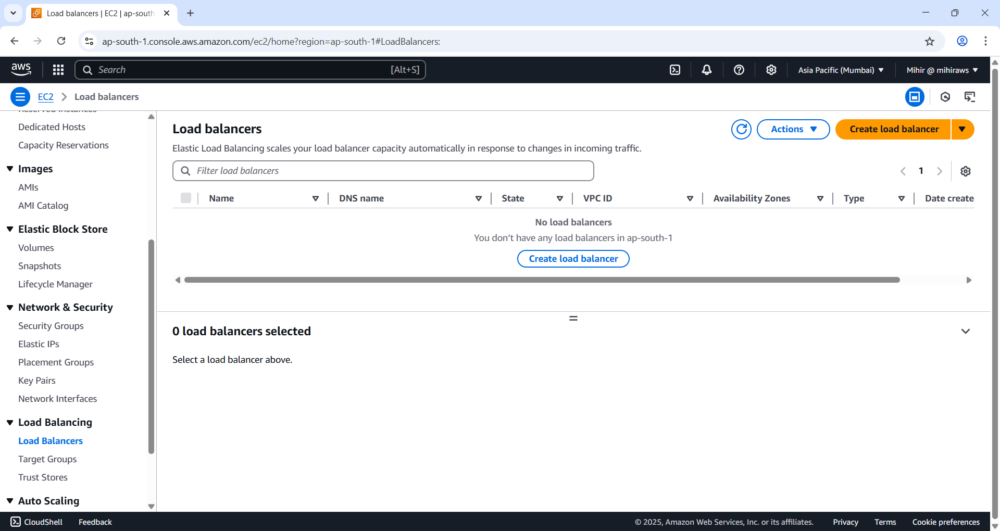 Load balancers | EC2 | ap-south
ap-south-1.console.aws.amazon.com/ec2/home?region=ap-south-1#LoadBalancers:
aws
Search [Alt+S]
Asia Pacific (Mumbai)
Mihir @ mihiraws
EC2 > Load balancers
Reserved Instances
Dedicated Hosts
Capacity Reservations
Images
AMIs
AMI Catalog
Elastic Block Store
Volumes
Snapshots
Lifecycle Manager
Network & Security
Security Groups
Elastic IPs
Placement Groups
Key Pairs
Network Interfaces
Load Balancing
Load Balancers
Target Groups
Trust Stores
Auto Scaling
Load balancers
Actions
Create load balancer
Elastic Load Balancing scales your load balancer capacity automatically in response to changes in incoming traffic.
Filter load balancers
1
Name DNS name State VPC ID Availability Zones Type Date create
No load balancers
You don't have any load balancers in ap-south-1
Create load balancer
0 load balancers selected
Select a load balancer above.
CloudShell Feedback © 2025, Amazon Web Services, Inc. or its affiliates. Privacy Terms Cookie preferences